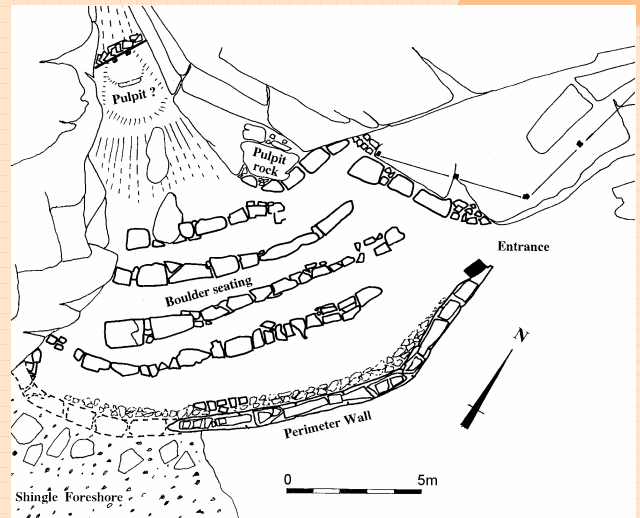 Pulpit ?
Pulpit
rock
Entrance
Boulder seating
N
Perimeter Wall
0 5m
Shingle Foreshore